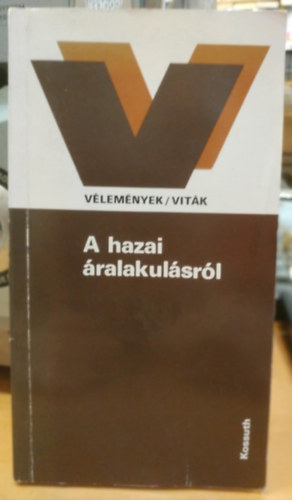 VÉLEMÉNYEK/VITÁK
A hazai
áralakulásról
Kossuth